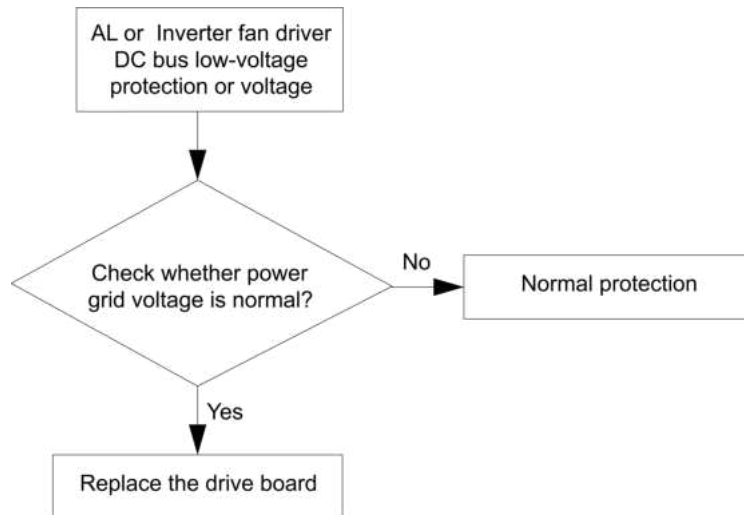 AL or Inverter fan driver
DC bus low-voltage
protection or voltage
Check whether power
grid voltage is normal?
No
Normal protection
Yes
Replace the drive board